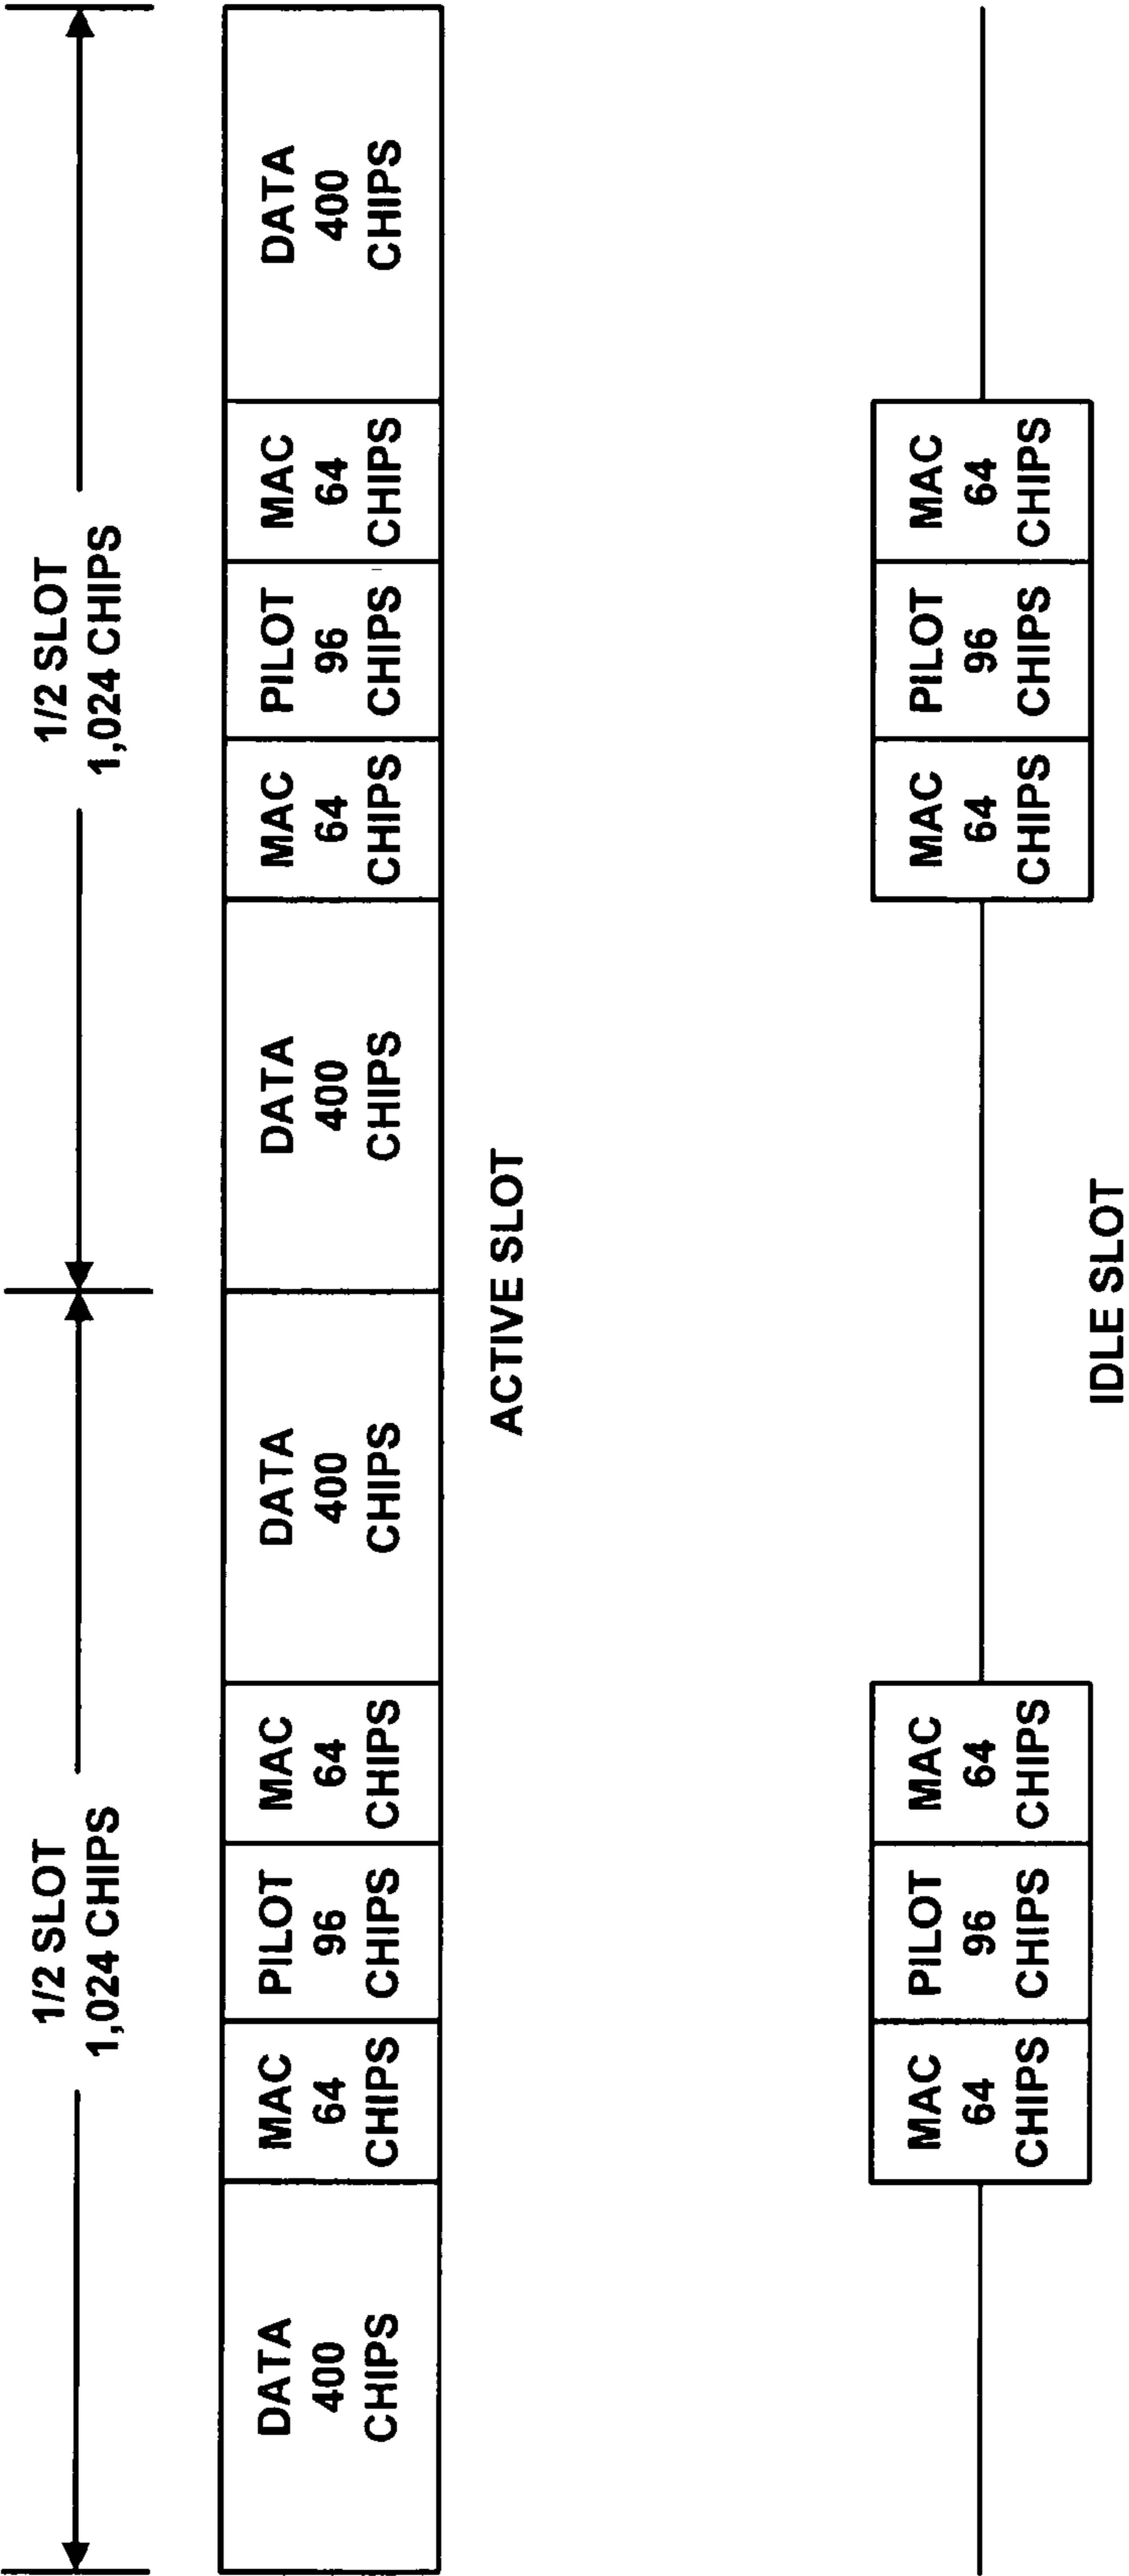 1/2 SLOT
1,024 CHIPS
1/2 SLOT
1,024 CHIPS
DATA
400
CHIPS
MAC
64
CHIPS
PILOT
96
CHIPS
MAC
64
CHIPS
DATA
400
CHIPS
DATA
400
CHIPS
MAC
64
CHIPS
PILOT
96
CHIPS
MAC
64
CHIPS
DATA
400
CHIPS
ACTIVE SLOT
MAC
64
CHIPS
PILOT
96
CHIPS
MAC
64
CHIPS
MAC
64
CHIPS
PILOT
96
CHIPS
MAC
64
CHIPS
IDLE SLOT